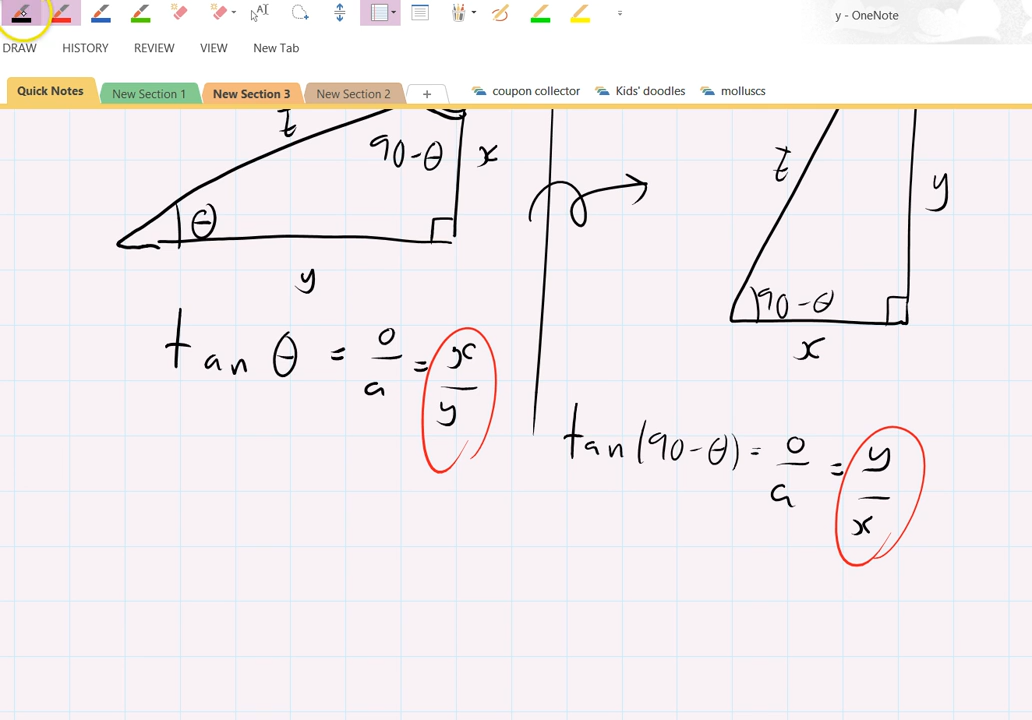 y - OneNote
DRAW HISTORY REVIEW VIEW New Tab
Quick Notes New Section 1 New Section 3 New Section 2 + coupon collector Kids' doodles molluscs
t
90-θ x
θ
y
tan θ = o/a = x/y
t
y
90-θ
x
tan(90-θ) = o/a = y/x